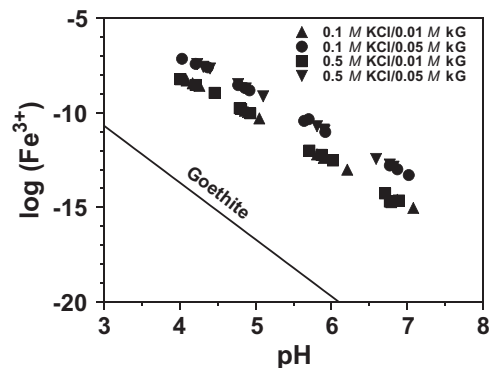 -5
-10
-15
-20
log (Fe3+)
0.1 M KCl/0.01 M kG
0.1 M KCl/0.05 M kG
0.5 M KCl/0.01 M kG
0.5 M KCl/0.05 M kG
Goethite
3 4 5 6 7 8
pH